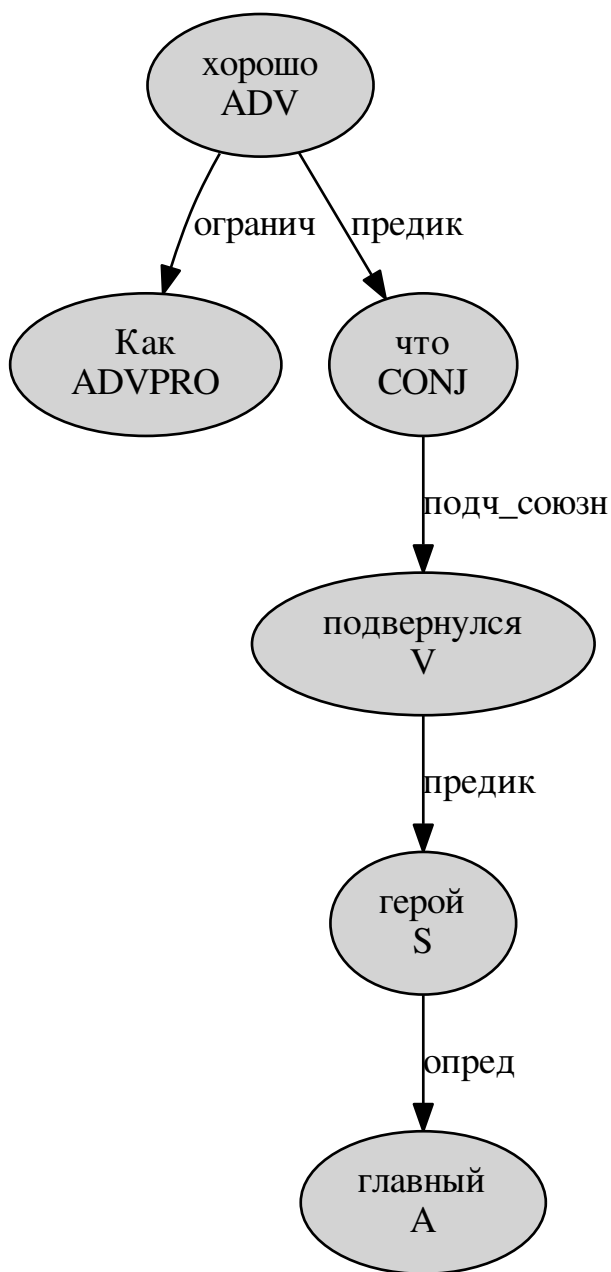 хорошо
ADV
огранич
предик
Как
ADVPRO
что
CONJ
подч_союзн
подвернулся
V
предик
герой
S
опред
главный
A